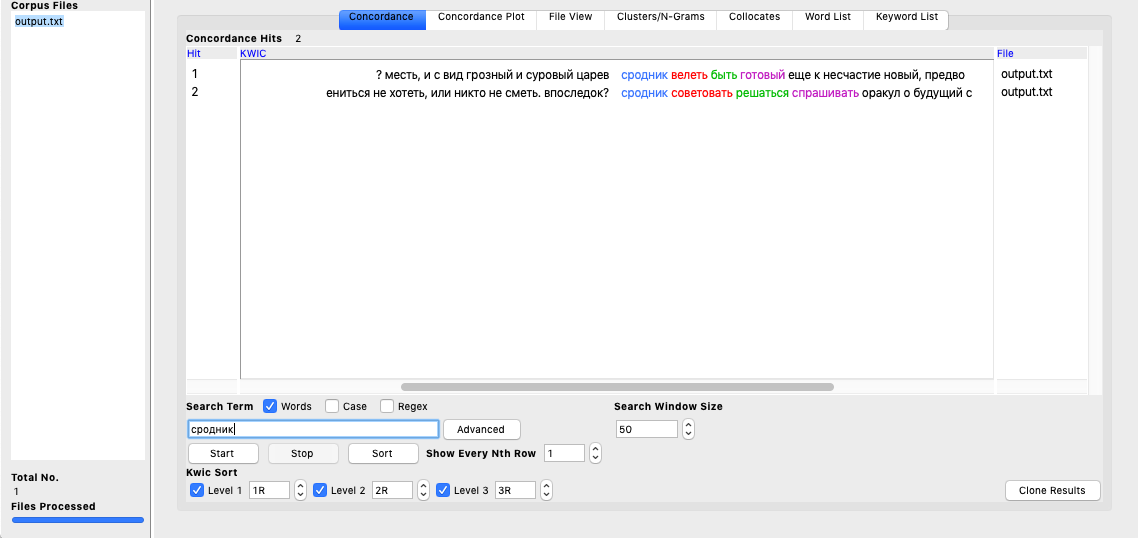 Corpus Files
output.txt
Concordance Concordance Plot File View Clusters/N-Grams Collocates Word List Keyword List
Concordance Hits 2
Hit KWIC File
1 ? месть, и с вид грозный и суровый царев сродник велеть быть готовый еще к несчастие новый, предво output.txt
2 ениться не хотеть, или никто не сметь. впоследок? сродник советовать решаться спрашивать оракул о будущий с output.txt
Search Term Words Case Regex Search Window Size
сродник Advanced 50
Start Stop Sort Show Every Nth Row 1
Kwic Sort
Level 1 1R Level 2 2R Level 3 3R Clone Results
Total No.
1
Files Processed